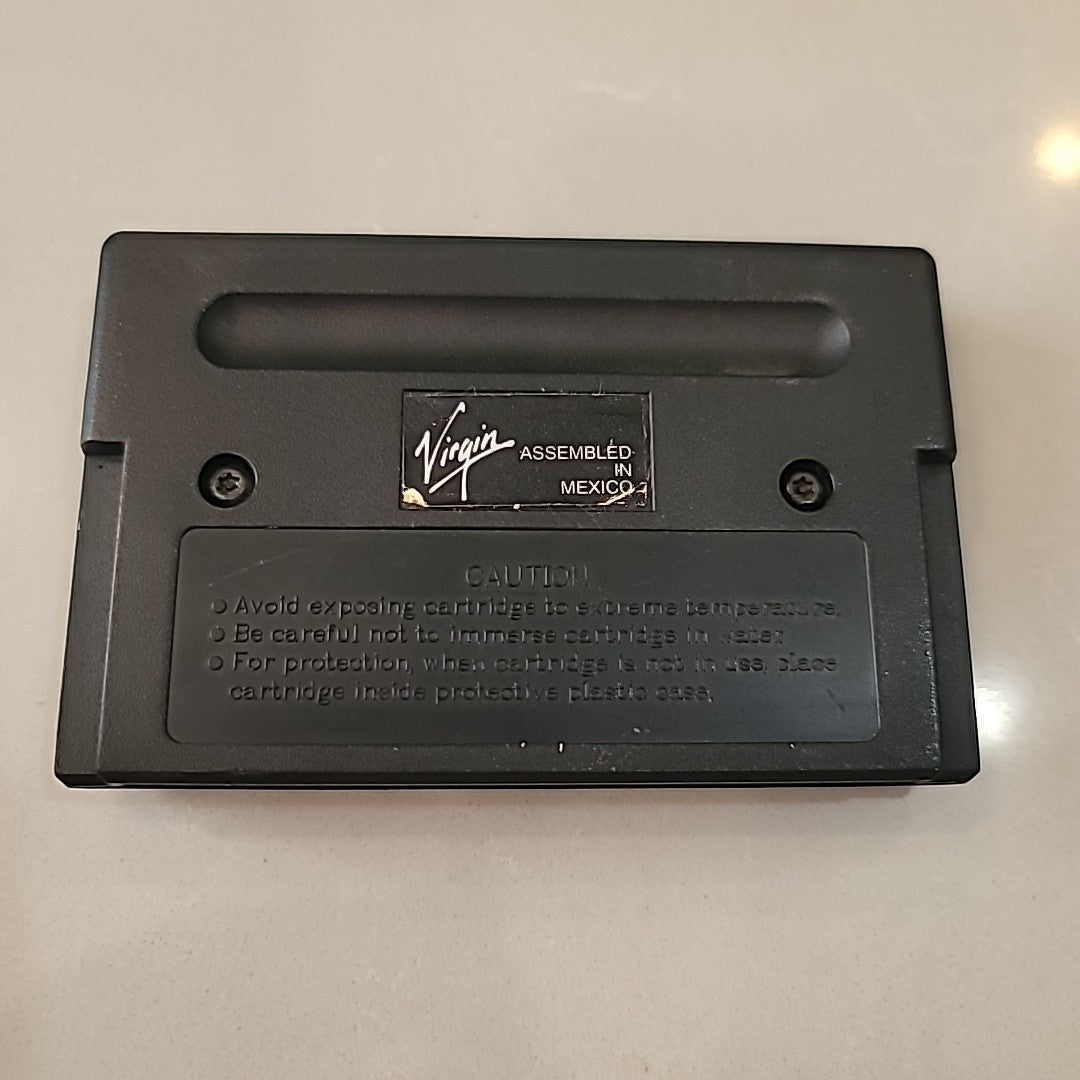 Virgin ASSEMBLED
IN
MEXICO
CAUTION
Avoid exposing cartridge to extreme temperature.
Be careful not to immerse cartridge in water
For protection, when cartridge is not in use, place
cartridge inside protective plastic case.